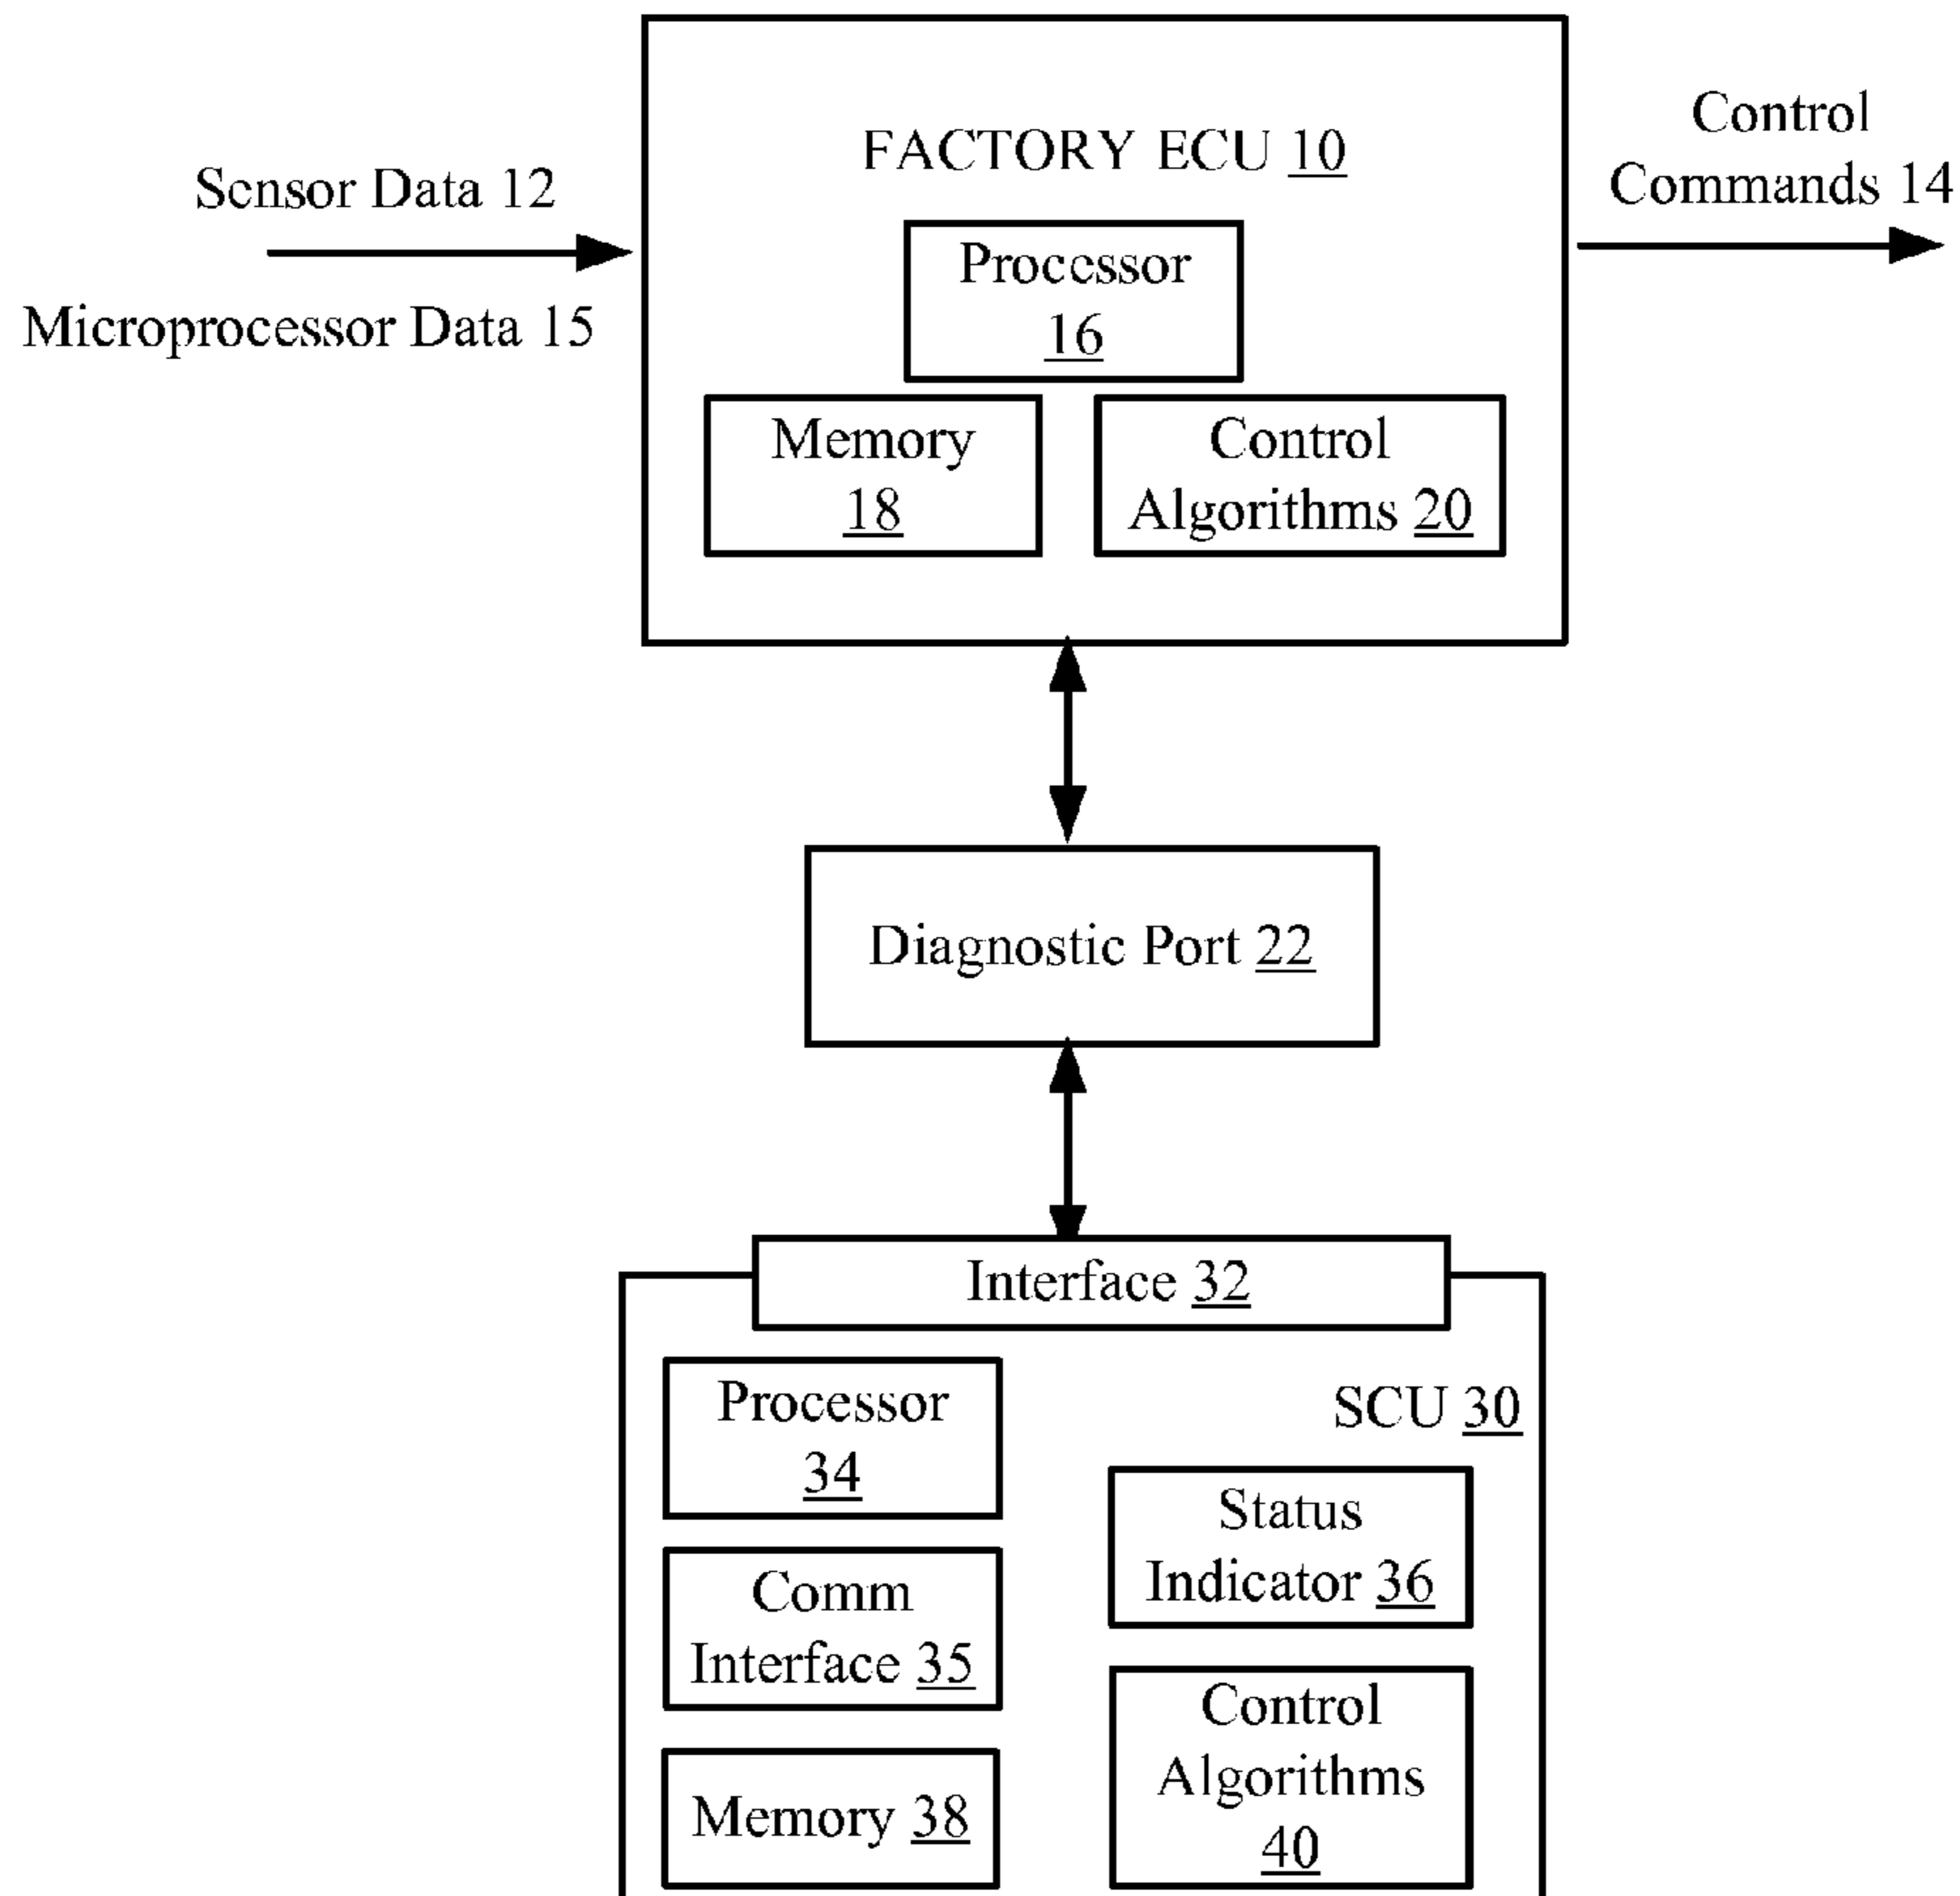 Control
Commands 14
FACTORY ECU 10
Sensor Data 12
Microprocessor Data 15
Processor
16
Memory
18
Control
Algorithms 20
Diagnostic Port 22
Interface 32
SCU 30
Processor
34
Status
Indicator 36
Comm
Interface 35
Control
Algorithms
40
Memory 38